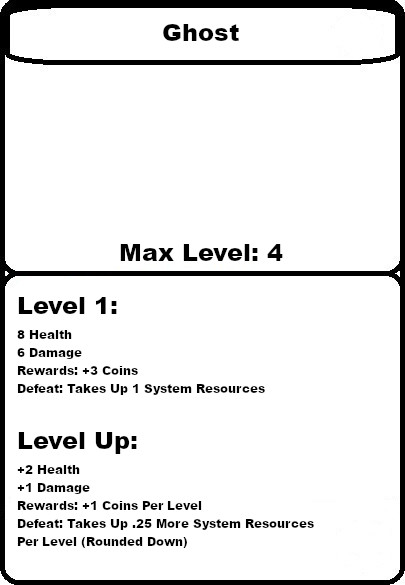 Ghost
Max Level: 4
Level 1:
8 Health
6 Damage
Rewards: +3 Coins
Defeat: Takes Up 1 System Resources
Level Up:
+2 Health
+1 Damage
Rewards: +1 Coins Per Level
Defeat: Takes Up .25 More System Resources
Per Level (Rounded Down)